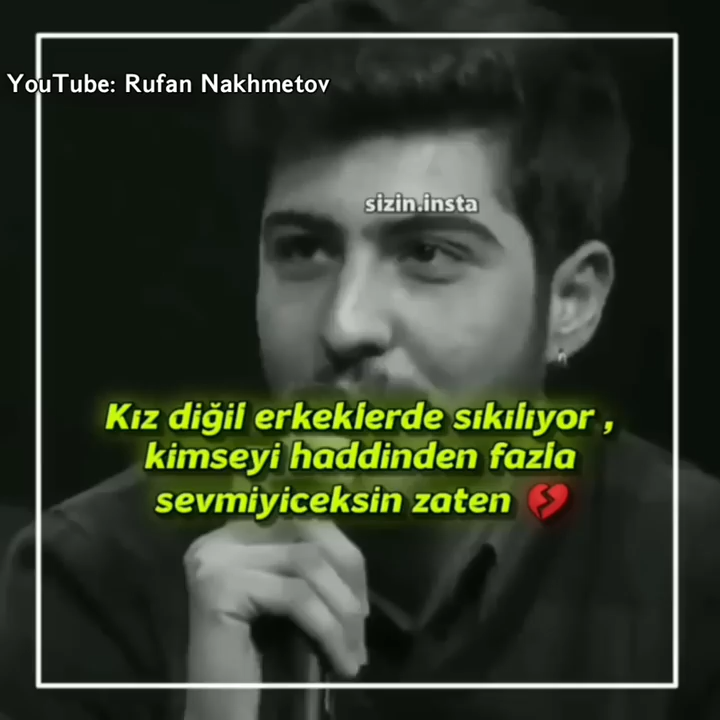 YouTube: Rufan Nakhmetov
sizin.insta
Kız diğil erkeklerde sıkılıyor ,
kimseyi haddinden fazla
sevmiyiceksin zaten 💔